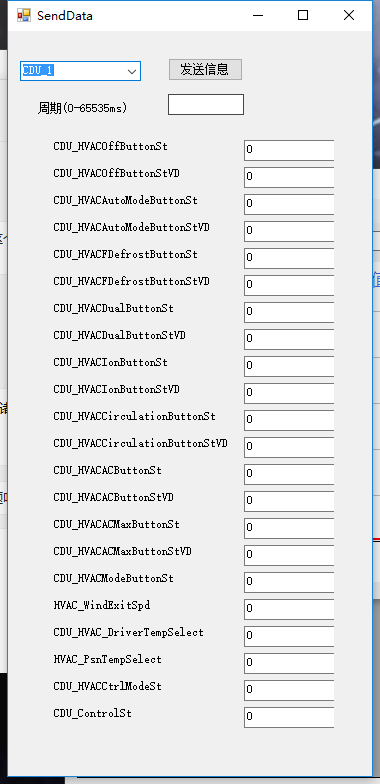 SendData
CDU_1
发送信息
周期(0-65535ms)
CDU_HVACOffButtonSt 0
CDU_HVACOffButtonStVD 0
CDU_HVACAutoModeButtonSt 0
CDU_HVACAutoModeButtonStVD 0
CDU_HVACFDefrostButtonSt 0
CDU_HVACFDefrostButtonStVD 0
CDU_HVACDualButtonSt 0
CDU_HVACDualButtonStVD 0
CDU_HVACIonButtonSt 0
CDU_HVACIonButtonStVD 0
CDU_HVACCirculationButtonSt 0
CDU_HVACCirculationButtonStVD 0
CDU_HVACACButtonSt 0
CDU_HVACACButtonStVD 0
CDU_HVACACMaxButtonSt 0
CDU_HVACACMaxButtonStVD 0
CDU_HVACModeButtonSt 0
HVAC_WindExitSpd 0
CDU_HVAC_DriverTempSelect 0
HVAC_PsnTempSelect 0
CDU_HVACCtrlModeSt 0
CDU_ControlSt 0